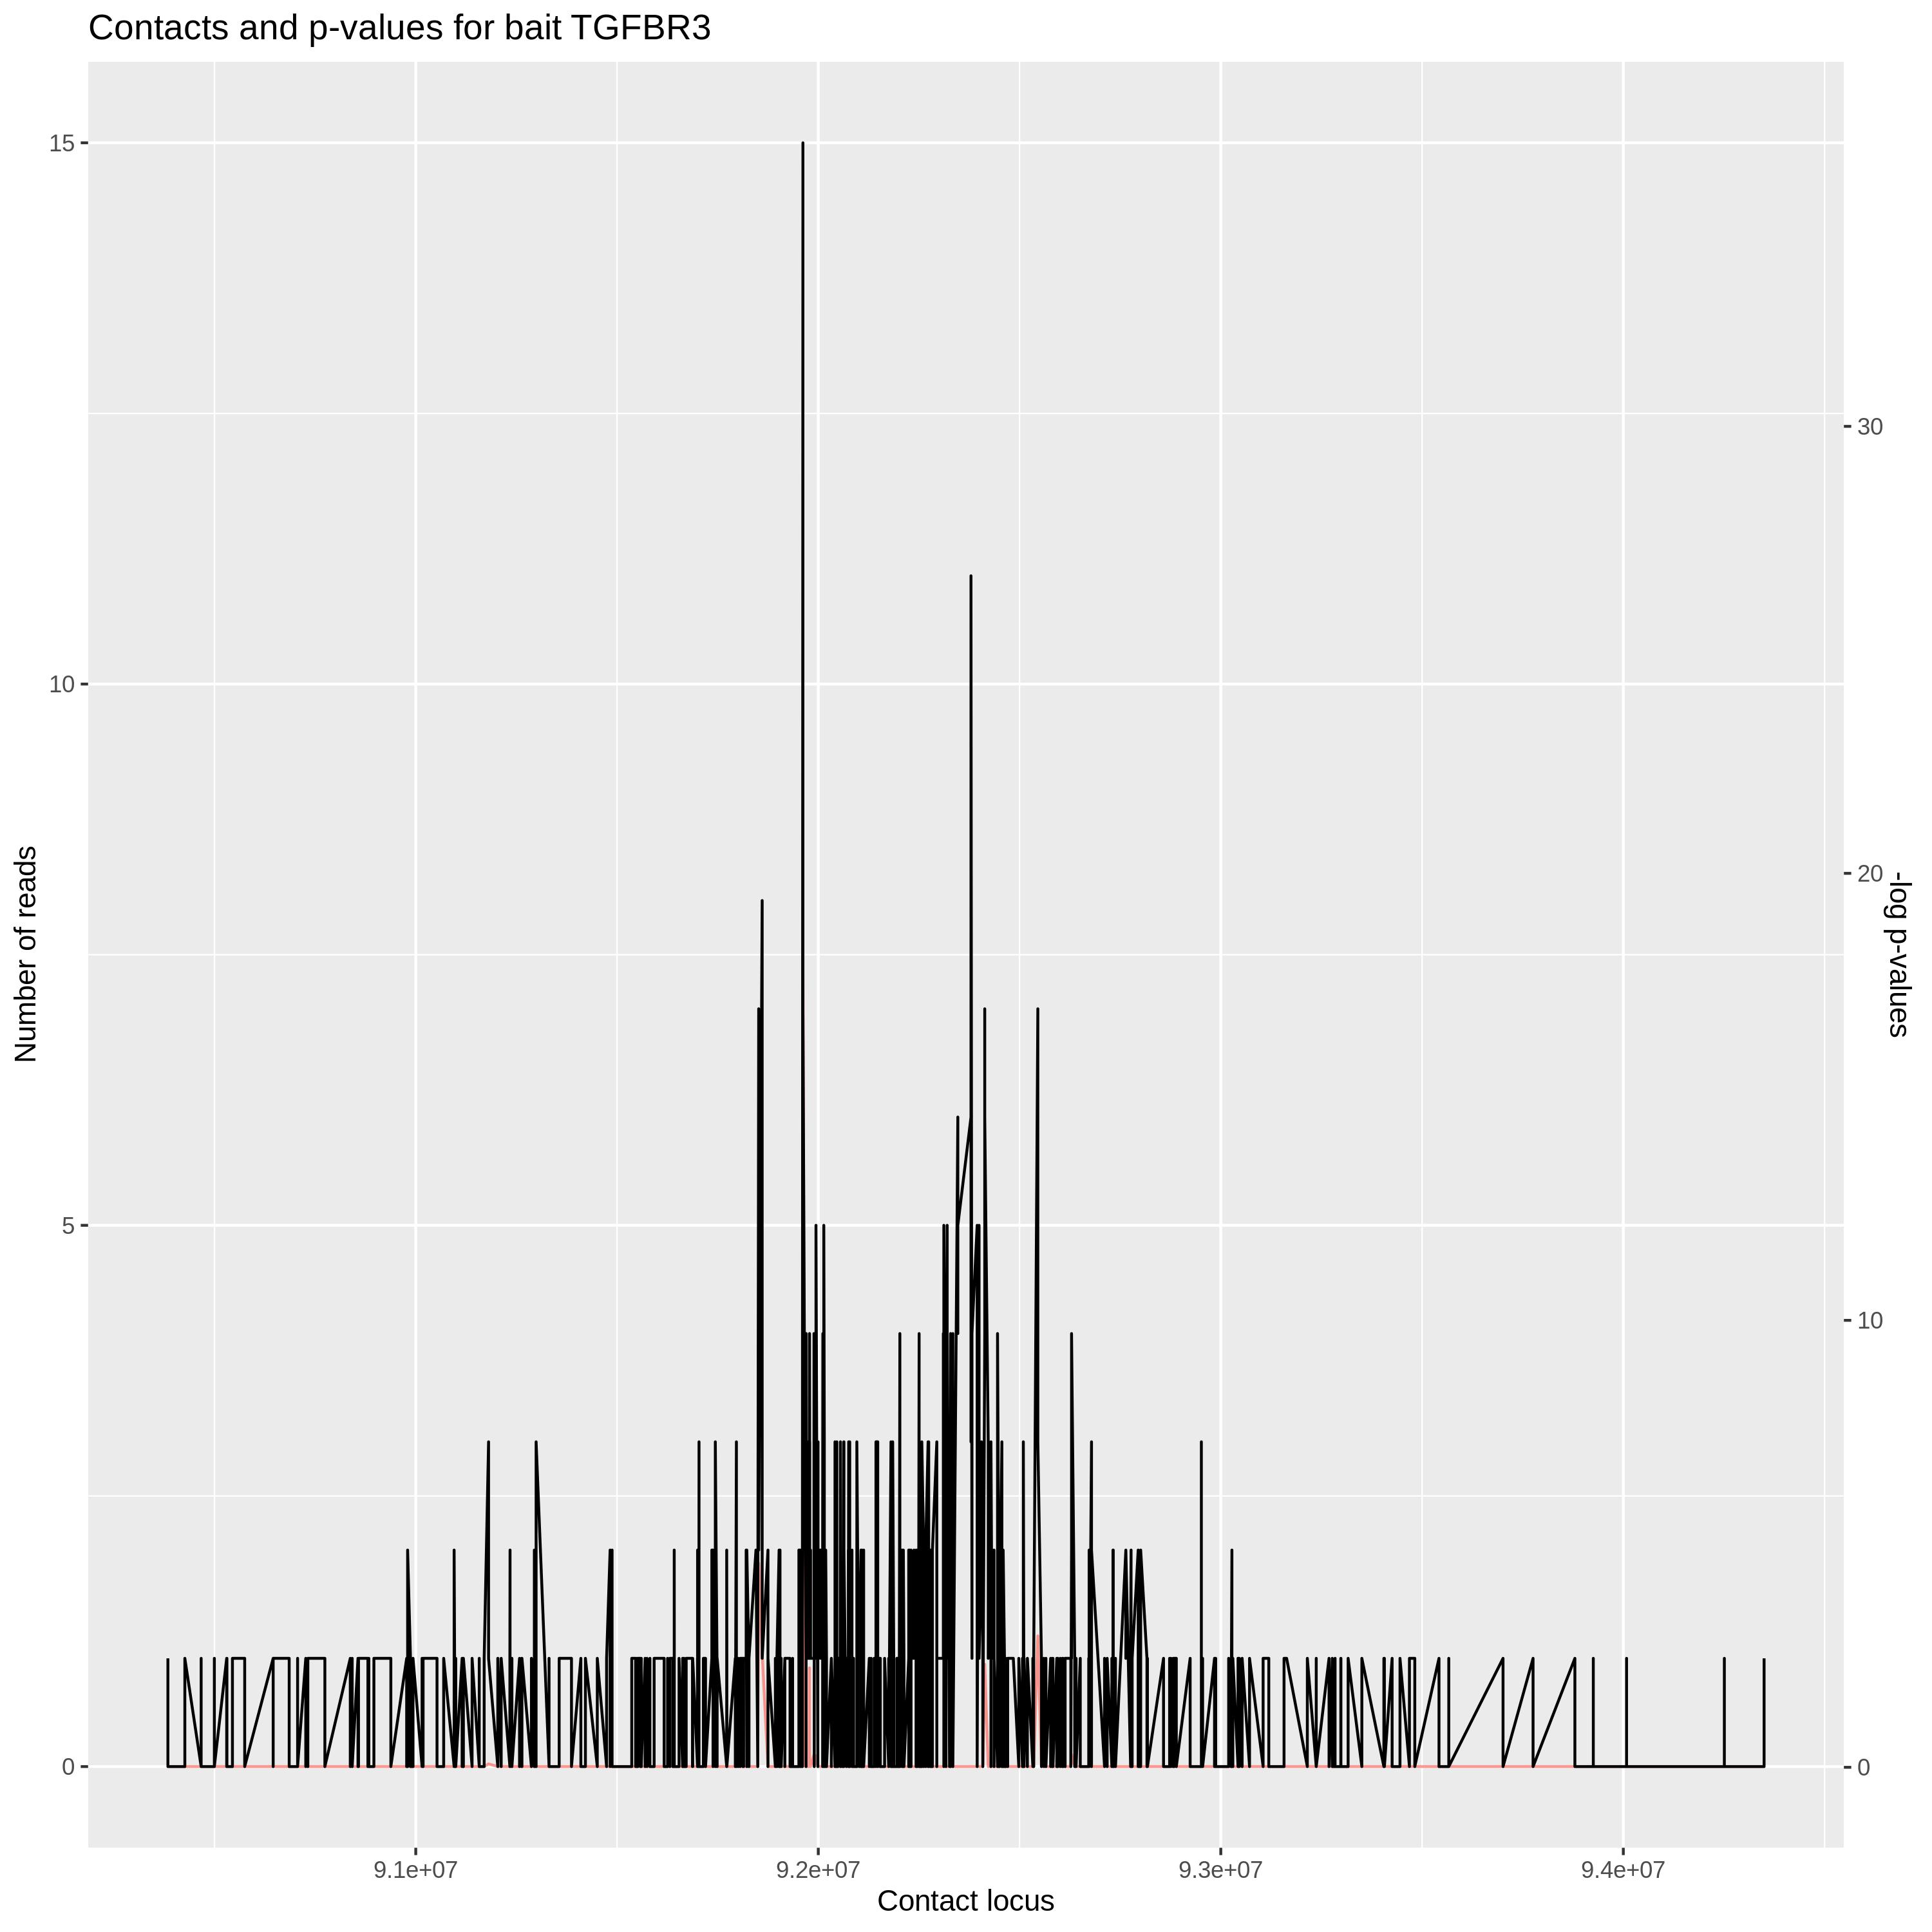 Contacts and p-values for bait TGFBR3
15
10
5
0
Number of reads
30
20
10
0
-log p-values
9.1e+07
9.2e+07
9.3e+07
9.4e+07
Contact locus